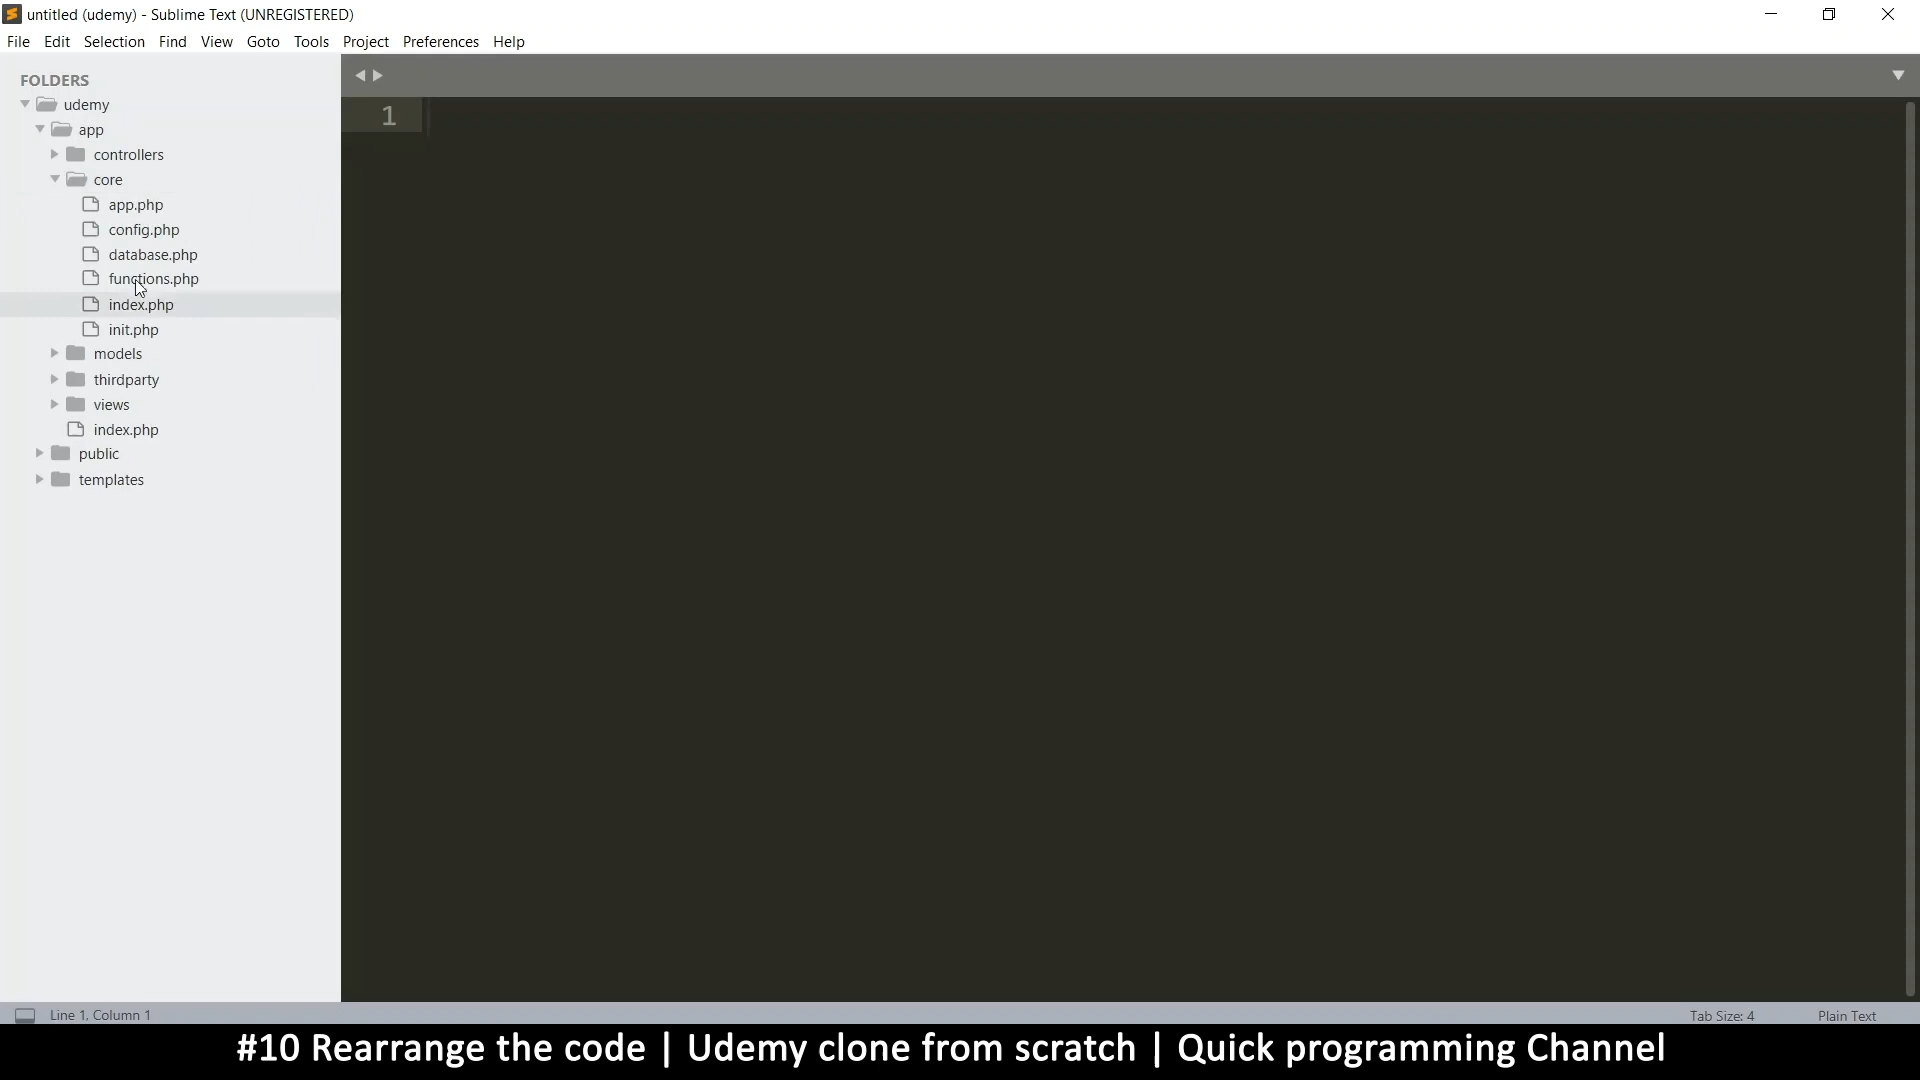 untitled (udemy) - Sublime Text (UNREGISTERED)
File Edit Selection Find View Goto Tools Project Preferences Help
FOLDERS
udemy
app
controllers
core
app.php
config.php
database.php
functions.php
index.php
init.php
models
thirdparty
views
index.php
public
templates
1
Line 1, Column 1
Tab Size: 4
Plain Text
#10 Rearrange the code | Udemy clone from scratch | Quick programming Channel